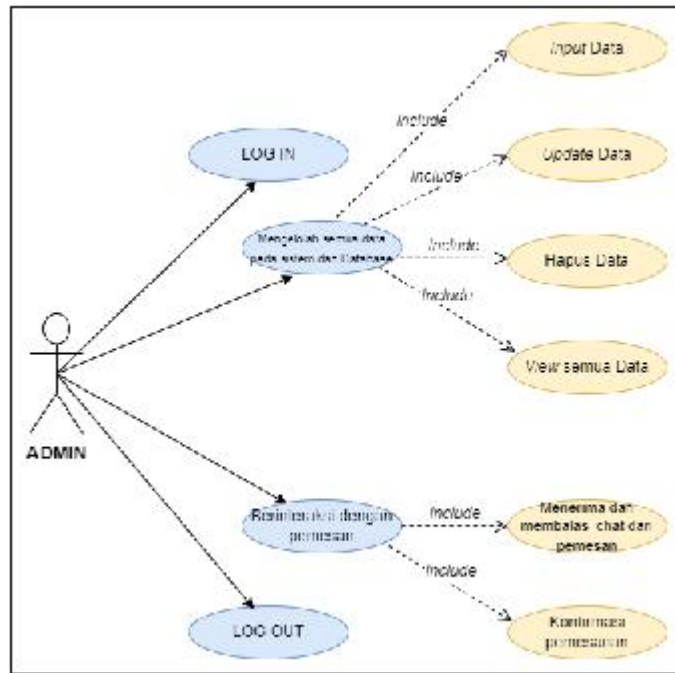 Input Data
Include
LOG IN
Update Data
Include
Mengelolah semua data
pada sistem dan Database
Include
Hapus Data
Include
View semua Data
ADMIN
Berinteraksi dengan
pemesan
Include
Menerima dan
membalas chat dari
pemesan
Include
LOG OUT
Konfirmasi
pemesanan